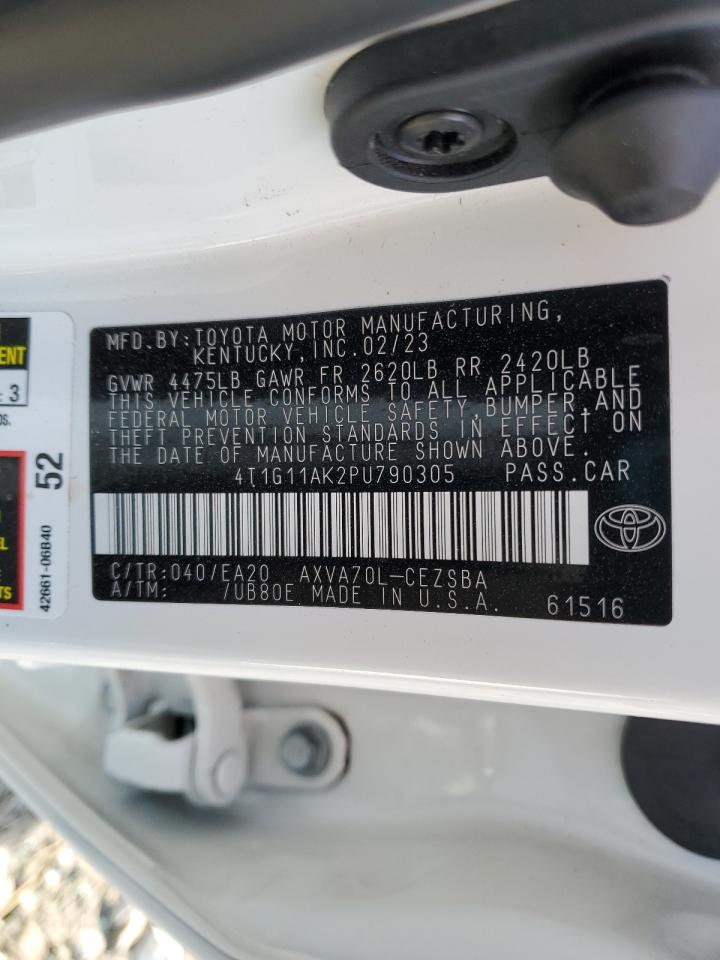 MFD.BY:TOYOTA MOTOR MANUFACTURING,
KENTUCKY,INC.02/23
GVWR 4475LB GAWR FR 2620LB RR 2420LB
THIS VEHICLE CONFORMS TO ALL APPLICABLE
FEDERAL MOTOR VEHICLE SAFETY,BUMPER,AND
THEFT PREVENTION STANDARDS IN EFFECT ON
THE DATE OF MANUFACTURE SHOWN ABOVE.
4T1G11AK2PU790305 PASS.CAR
C/TR:040/EA20 AXVA70L-CEZSBA
A/TM: /UB80E MADE IN U.S.A. 61516
3
52
42661-06B40